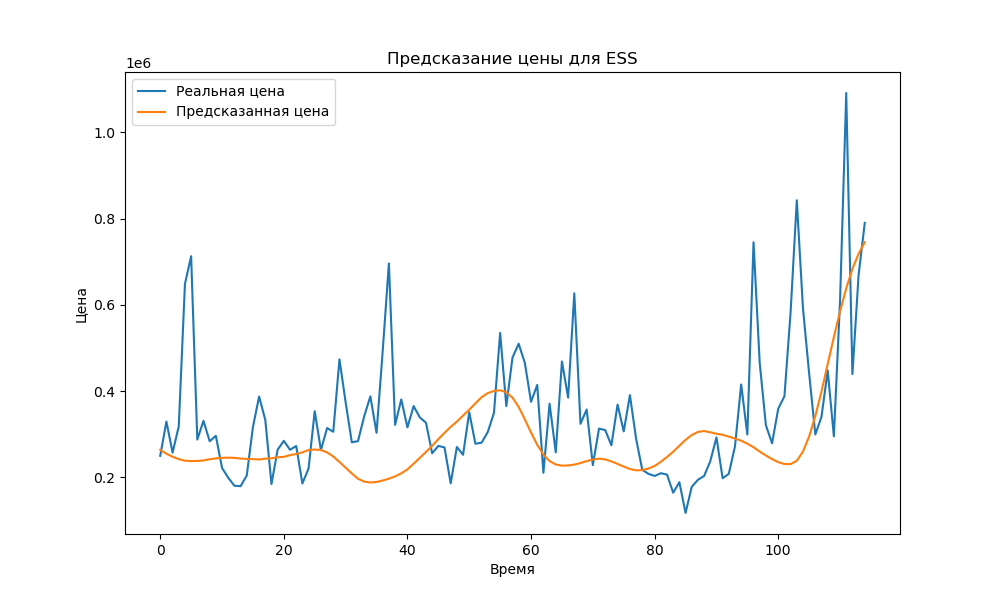 Предсказание цены для ESS
1e6
Реальная цена
Предсказанная цена
1.0
0.8
0.6
0.4
0.2
Цена
0 20 40 60 80 100
Время